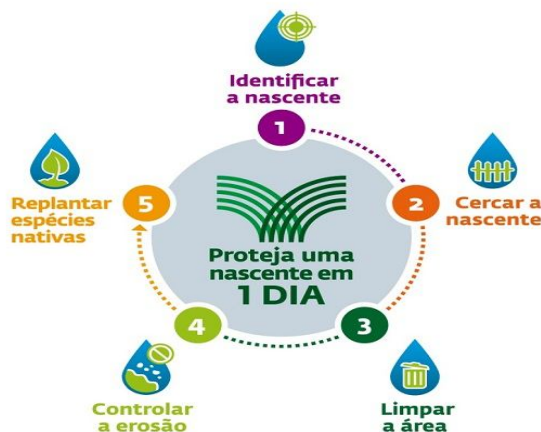 Identificar
a nascente
1
2
Cercar a
nascente
3
Limpar
a área
4
Controlar
a erosão
5
Replantar
espécies
nativas
Proteja uma
nascente em
1 DIA